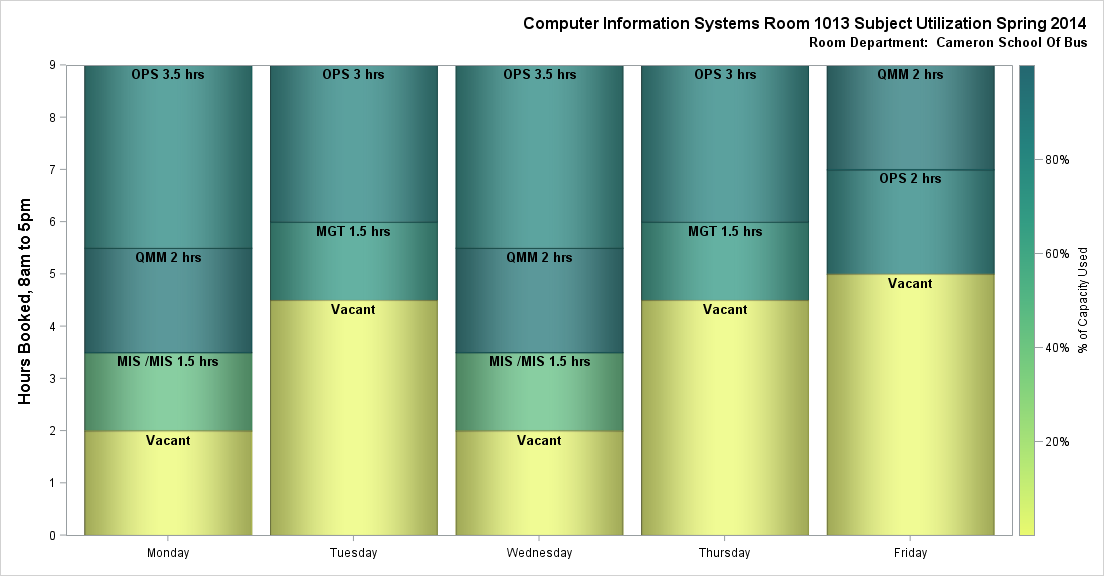 Computer Information Systems Room 1013 Subject Utilization Spring 2014
Room Department:  Cameron School Of Bus
Hours Booked, 8am to 5pm
9
8
7
6
5
4
3
2
1
0
OPS 3.5 hrs
QMM 2 hrs
MIS /MIS 1.5 hrs
Vacant
OPS 3 hrs
MGT 1.5 hrs
Vacant
OPS 3.5 hrs
QMM 2 hrs
MIS /MIS 1.5 hrs
Vacant
OPS 3 hrs
MGT 1.5 hrs
Vacant
QMM 2 hrs
OPS 2 hrs
Vacant
Monday
Tuesday
Wednesday
Thursday
Friday
80%
60%
40%
20%
% of Capacity Used